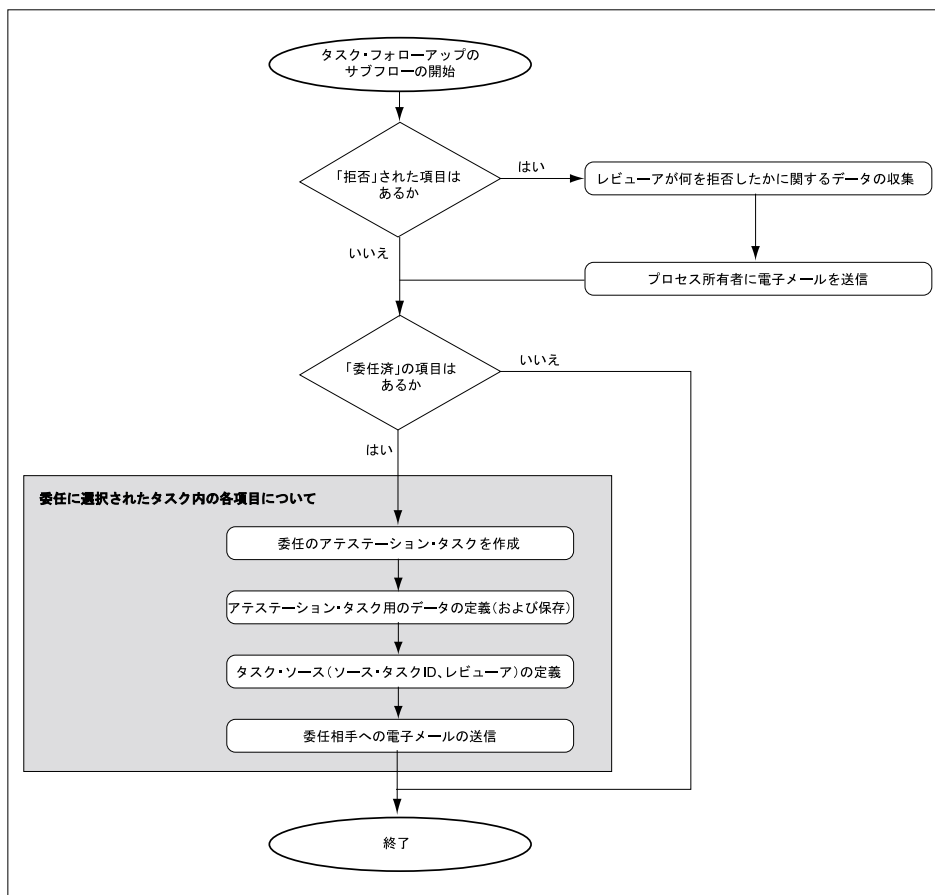 タスク・フォローアップの
サブフローの開始
「拒否」された項目は
あるか
はい
レビューアが何を拒否したかに関するデータの収集
いいえ
プロセス所有者に電子メールを送信
「委任済」の項目は
あるか
いいえ
はい
委任に選択されたタスク内の各項目について
委任のアテステーション・タスクを作成
アテステーション・タスク用のデータの定義(および保存)
タスク・ソース(ソース・タスクID、レビューア)の定義
委任相手への電子メールの送信
終了